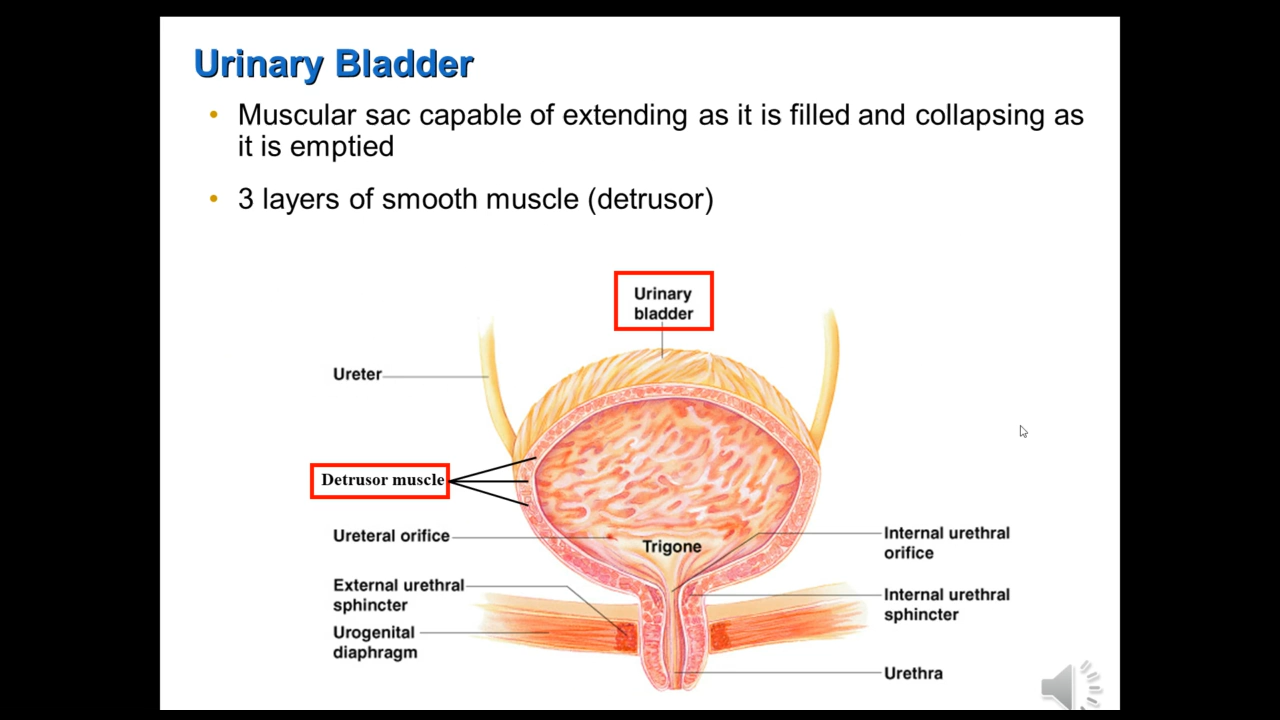 Urinary Bladder
• Muscular sac capable of extending as it is filled and collapsing as
it is emptied
• 3 layers of smooth muscle (detrusor)
Urinary
bladder
Ureter
Detrusor muscle
Ureteral orifice
Trigone
Internal urethral
orifice
External urethral
sphincter
Internal urethral
sphincter
Urogenital
diaphragm
Urethra